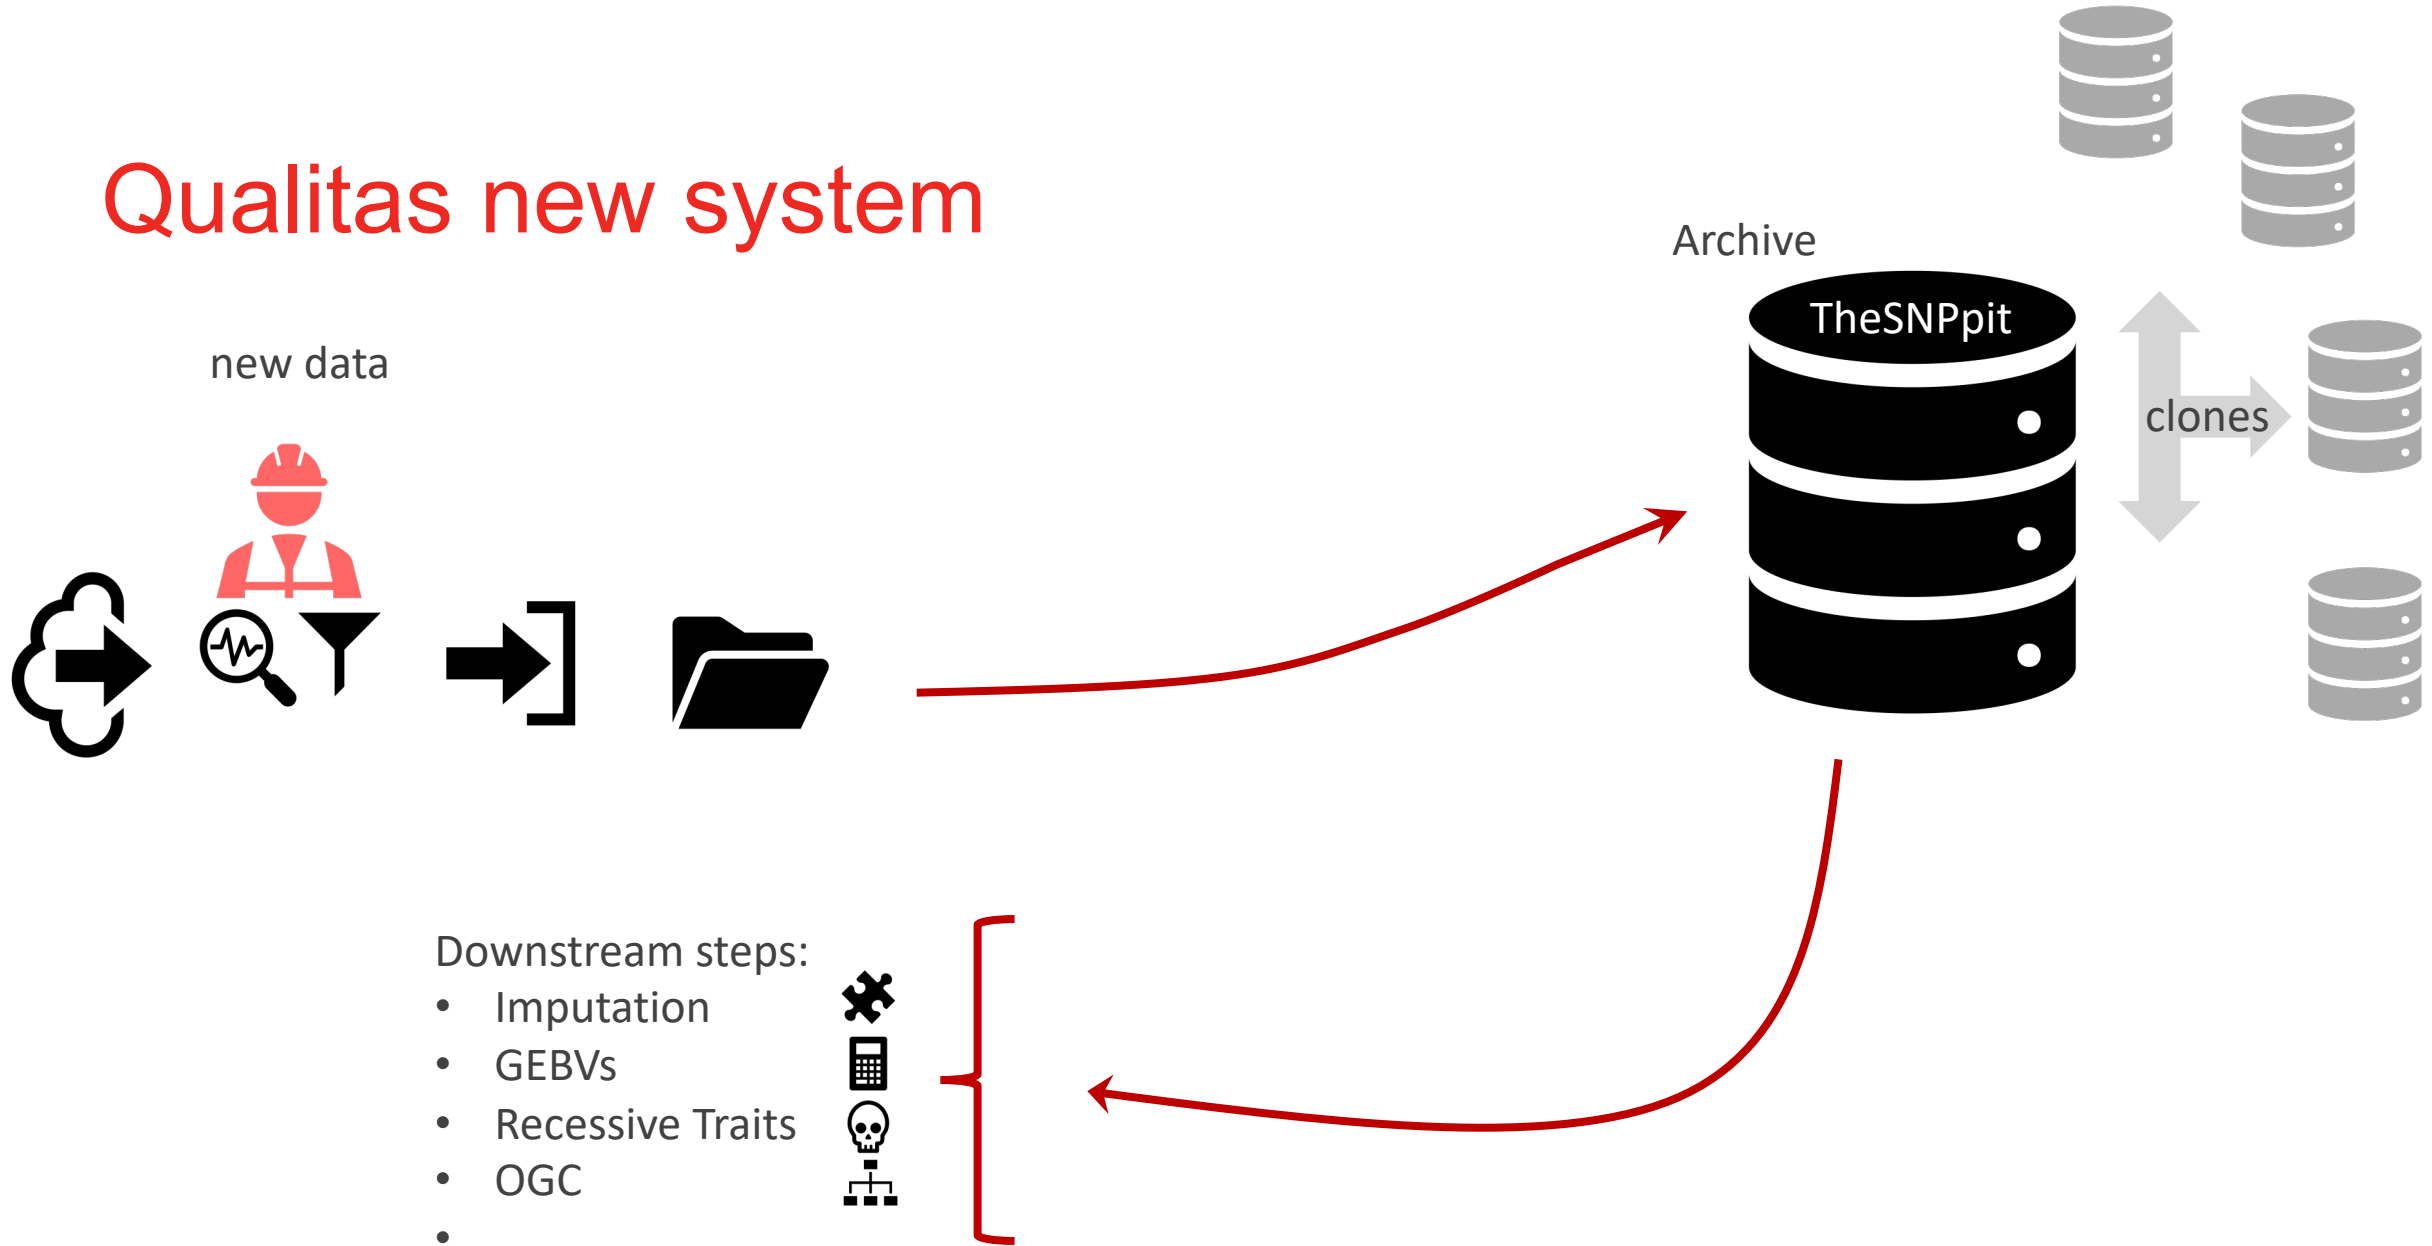 Qualitas new system
Archive
TheSNPpit
new data
clones
Downstream steps:
• Imputation
• GEBVs
• Recessive Traits
• OGC
•